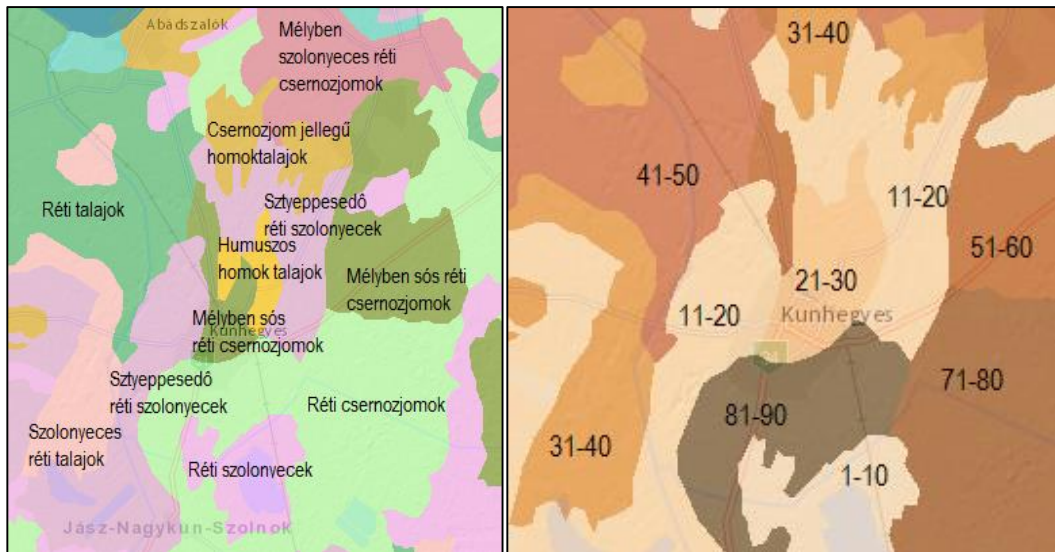 Abádszalók
Mélyben
szolonyeces réti
csernozjomok
Csernozjom jellegű
homoktalajok
Réti talajok
Sztyeppesedő
réti szolonyecek
Humuszos
homok talajok
Mélyben sós réti
csernozjomok
Mélyben sós
Kunhegyes
réti csernozjomok
Sztyeppesedő
réti szolonyecek
Réti csernozjomok
Szolonyeces
réti talajok
Réti szolonyecek
Jász-Nagykun-Szolnok
31-40
41-50
11-20
51-60
21-30
11-20
Kunhegyes
71-80
81-90
31-40
1-10